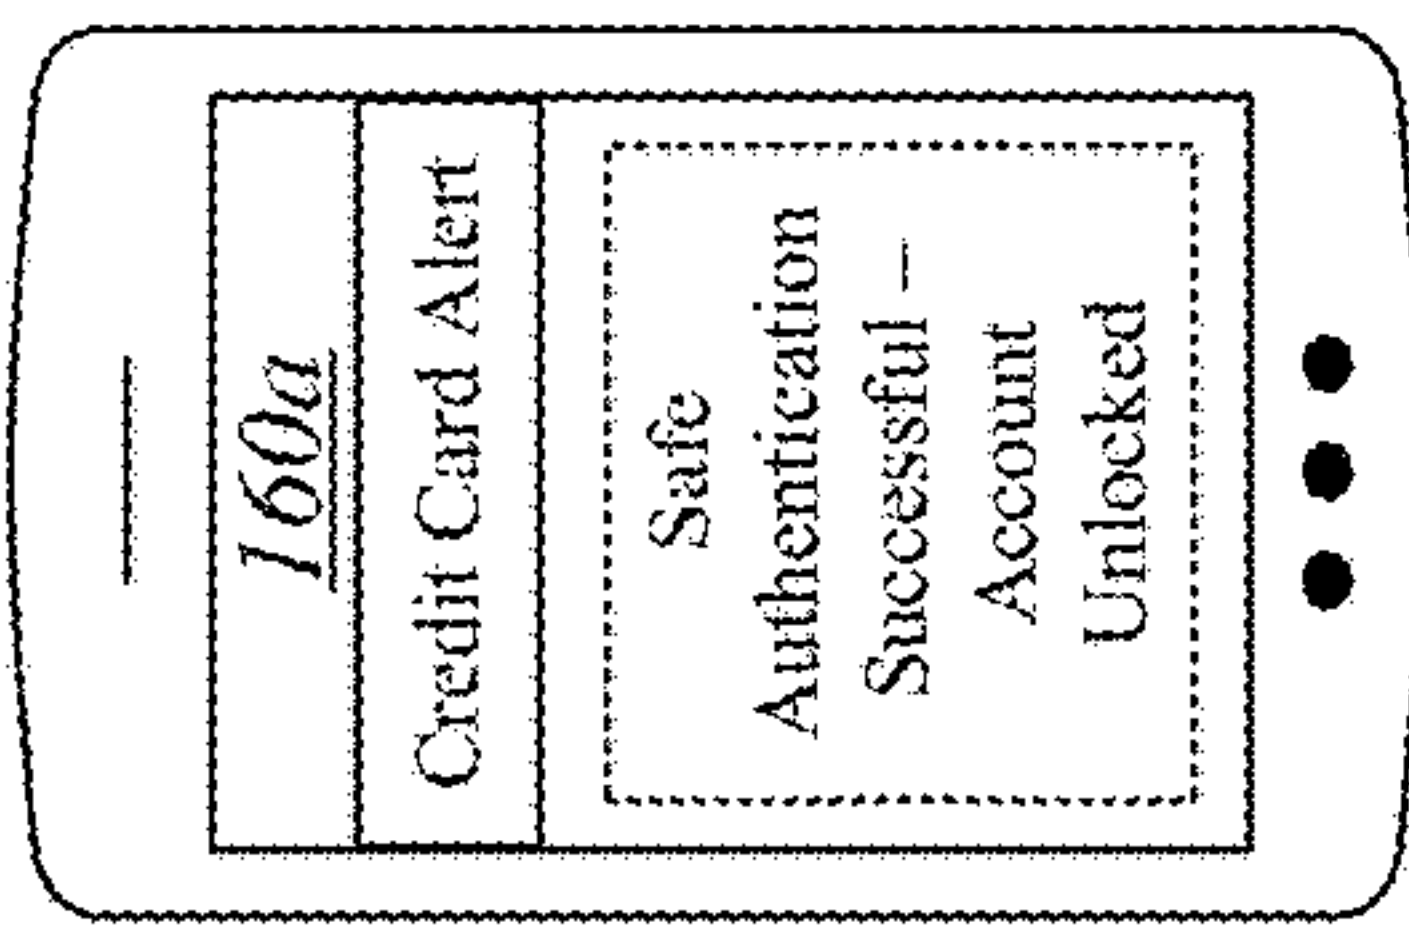 160a
Credit Card Alert
Safe
Authentication
Successful –
Account
Unlocked